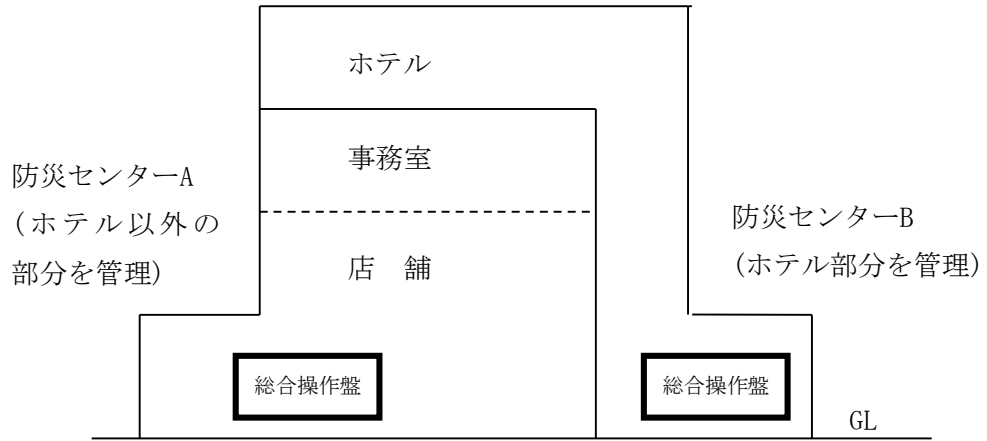 ホテル
事務室
防災センターA
(ホテル以外の
部分を管理)
店 舗
防災センターB
(ホテル部分を管理)
総合操作盤
総合操作盤
GL